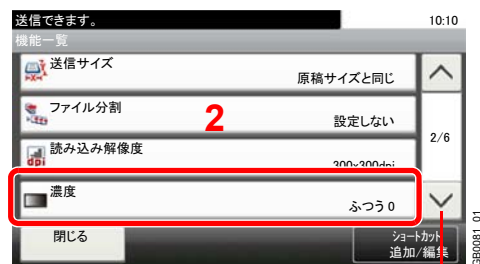 送信できます。 10:10
機能一覧
送信サイズ
原稿サイズと同じ
ファイル分割
2
設定しない
2/6
読み込み解像度
300x300dpi
濃度
ふつう 0
閉じる
ショートカット
追加/編集
GB0081_01